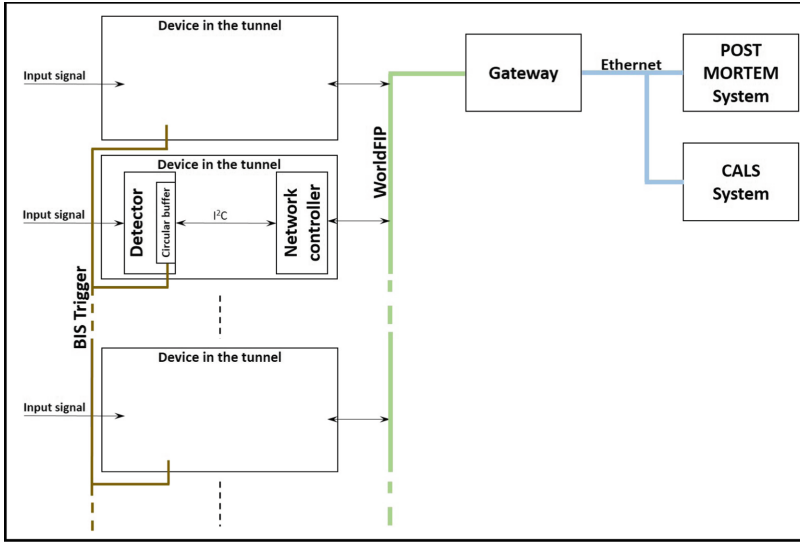 Device in the tunnel
Input signal
Gateway
Ethernet
POST
MORTEM
System
WorldFIP
Device in the tunnel
Input signal
Detector
Circular buffer
I²C
Network
controller
CALS
System
BIS Trigger
Device in the tunnel
Input signal